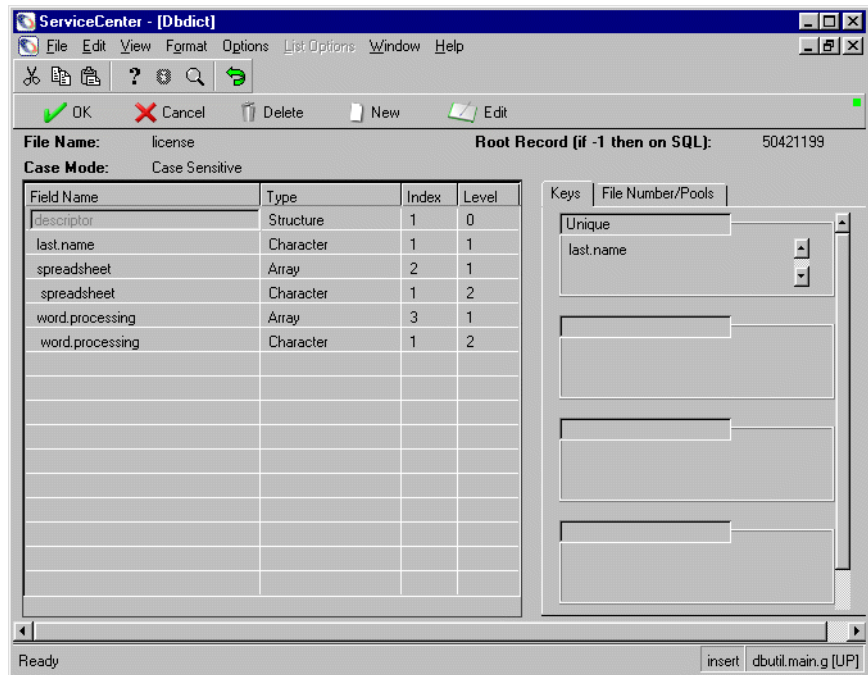 ServiceCenter - [Dbdict]
File Edit View Format Options List Options Window Help
OK Cancel Delete New Edit
File Name: license Root Record (if -1 then on SQL): 50421199
Case Mode: Case Sensitive
Field Name Type Index Level
descriptor Structure 1 0
last.name Character 1 1
spreadsheet Array 2 1
spreadsheet Character 1 2
word.processing Array 3 1
word.processing Character 1 2
Keys File Number/Pools
Unique
last.name
Ready insert dbutil.main.g [UP]